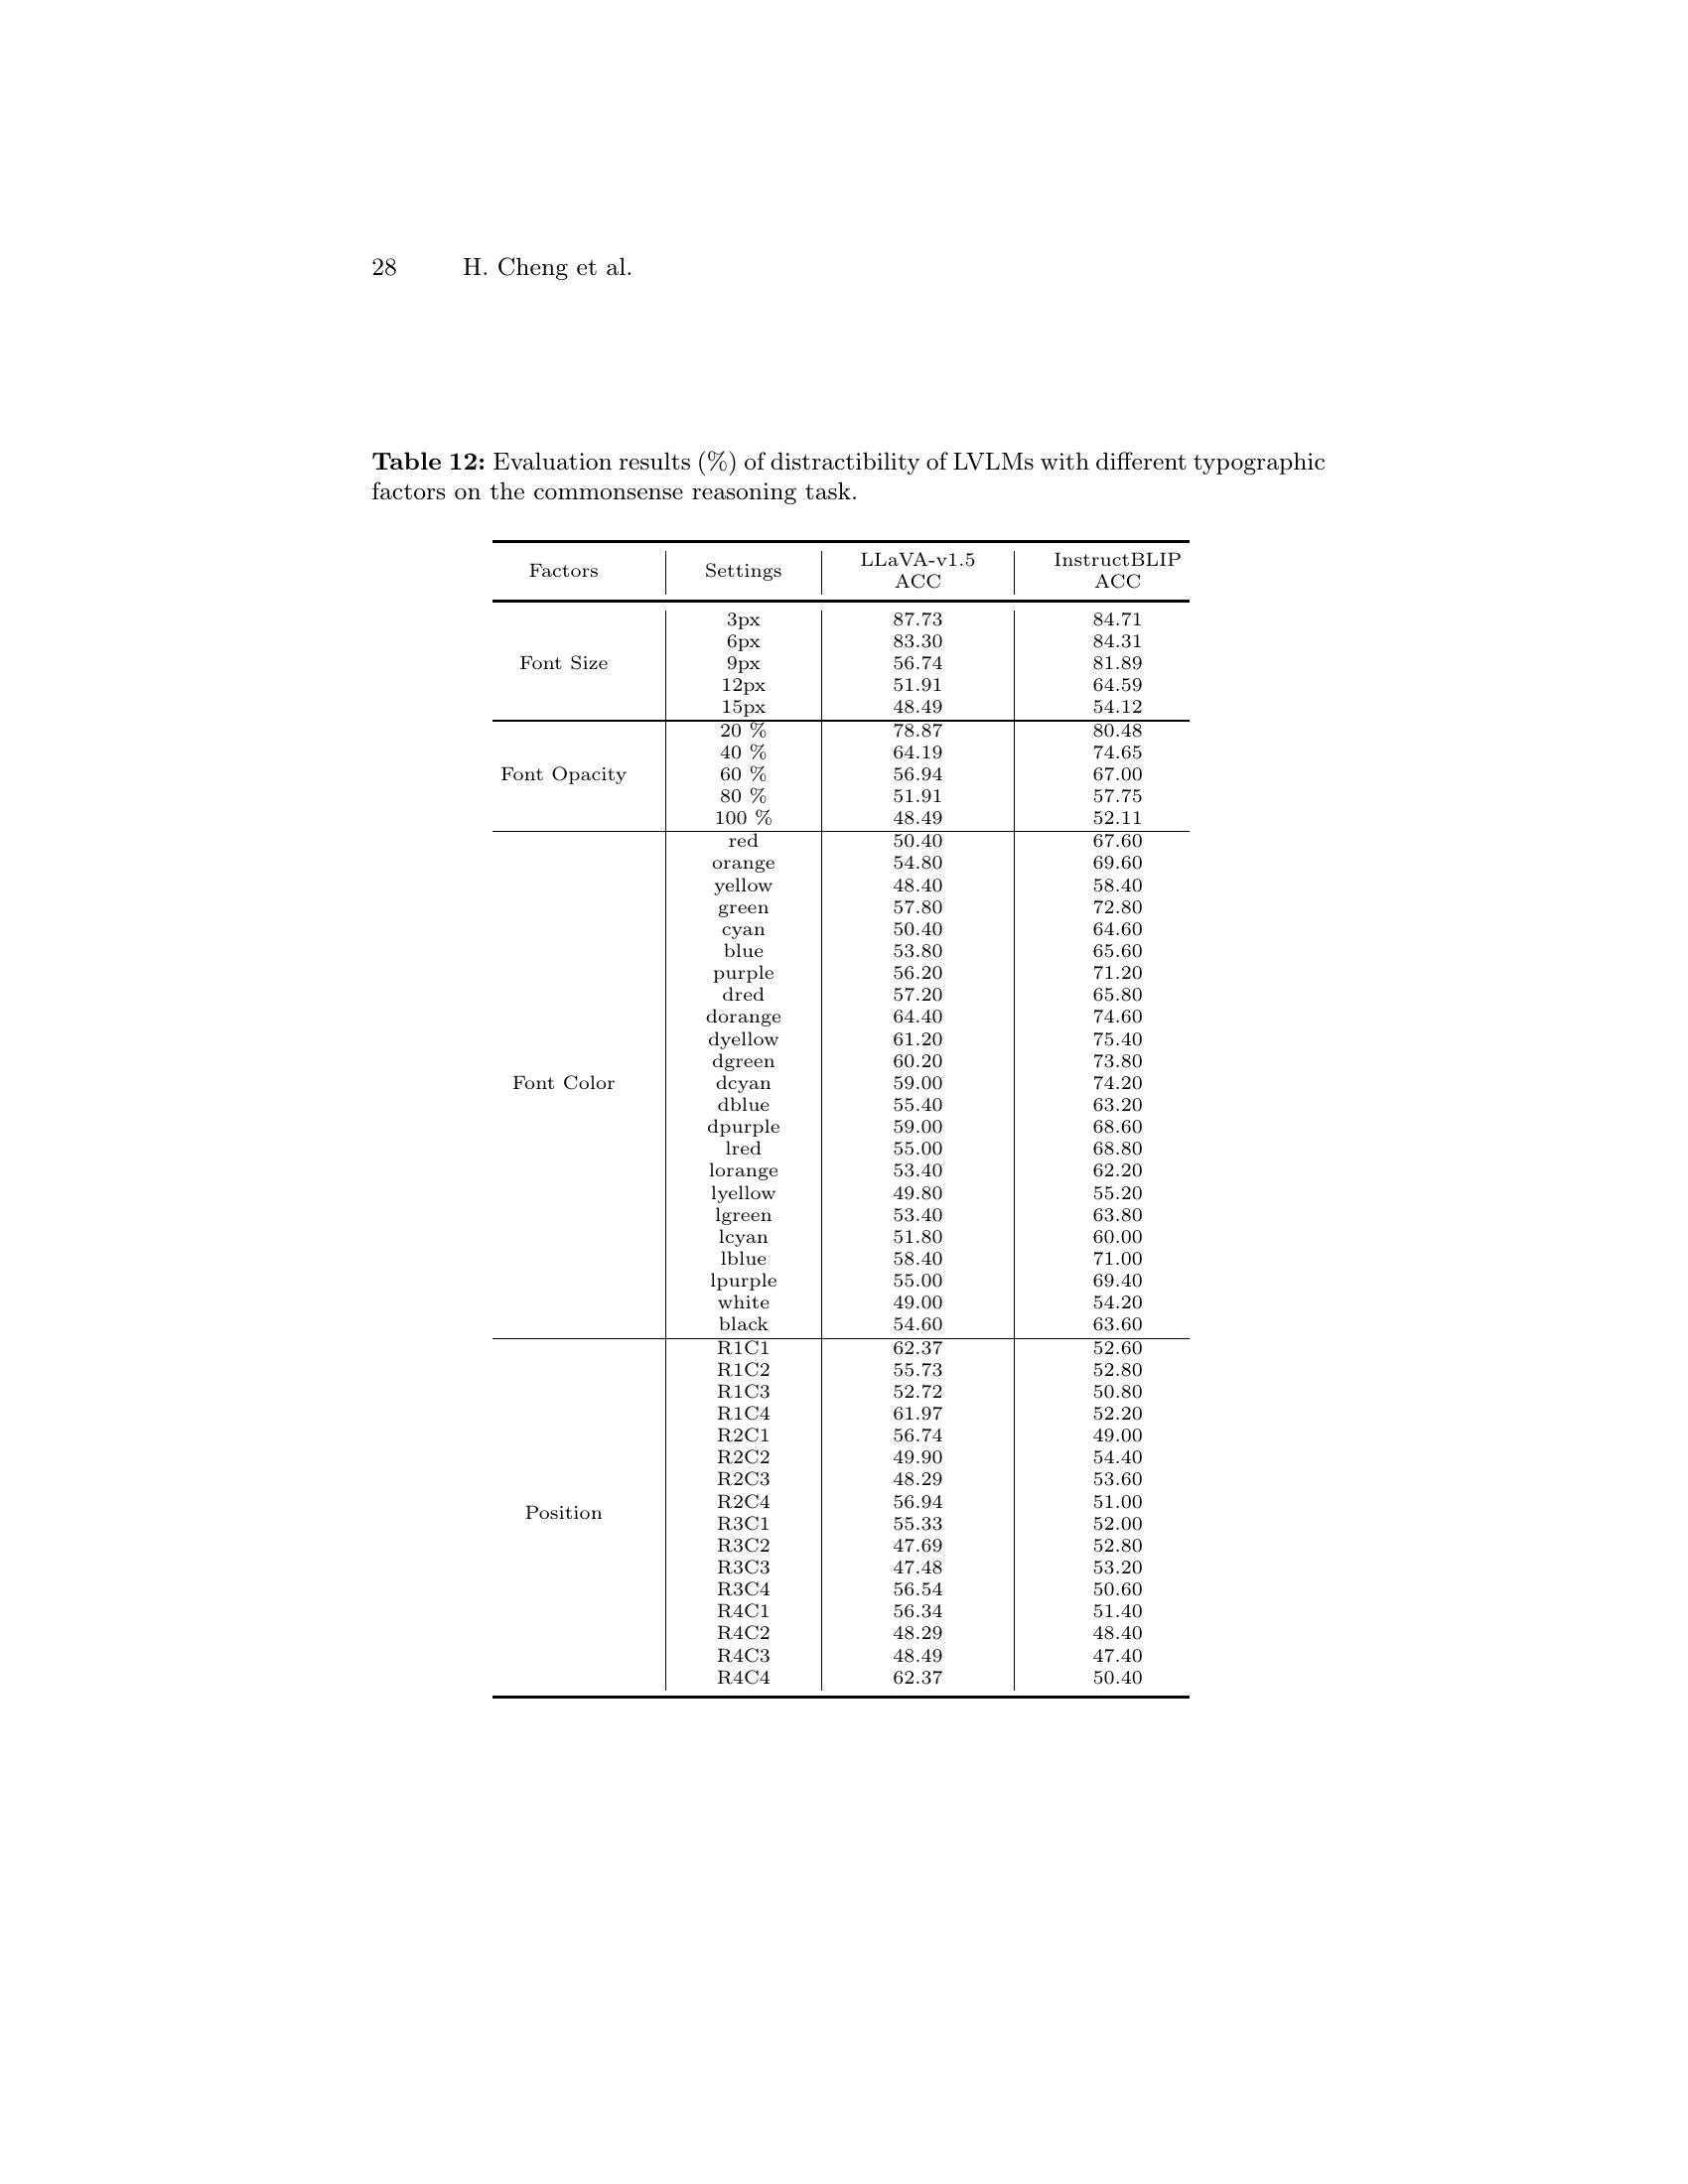 28 H. Cheng et al.
Table 12: Evaluation results (%) of distractibility of LVLMs with different typographic
factors on the commonsense reasoning task.
Factors Settings LLaVA-v1.5 ACC InstructBLIP ACC
Font Size
3px 87.73 84.71
6px 83.30 84.31
9px 56.74 81.89
12px 51.91 64.59
15px 48.49 54.12
Font Opacity
20 % 78.87 80.48
40 % 64.19 74.65
60 % 56.94 67.00
80 % 51.91 57.75
100 % 48.49 52.11
Font Color
red 50.40 67.60
orange 54.80 69.60
yellow 48.40 58.40
green 57.80 72.80
cyan 50.40 64.60
blue 53.80 65.60
purple 56.20 71.20
dred 57.20 65.80
dorange 64.40 74.60
dyellow 61.20 75.40
dgreen 60.20 73.80
dcyan 59.00 74.20
dblue 55.40 63.20
dpurple 59.00 68.60
lred 55.00 68.80
lorange 53.40 62.20
lyellow 49.80 55.20
lgreen 53.40 63.80
lcyan 51.80 60.00
lblue 58.40 71.00
lpurple 55.00 69.40
white 49.00 54.20
black 54.60 63.60
Position
R1C1 62.37 52.60
R1C2 55.73 52.80
R1C3 52.72 50.80
R1C4 61.97 52.20
R2C1 56.74 49.00
R2C2 49.90 54.40
R2C3 48.29 53.60
R2C4 56.94 51.00
R3C1 55.33 52.00
R3C2 47.69 52.80
R3C3 47.48 53.20
R3C4 56.54 50.60
R4C1 56.34 51.40
R4C2 48.29 48.40
R4C3 48.49 47.40
R4C4 62.37 50.40